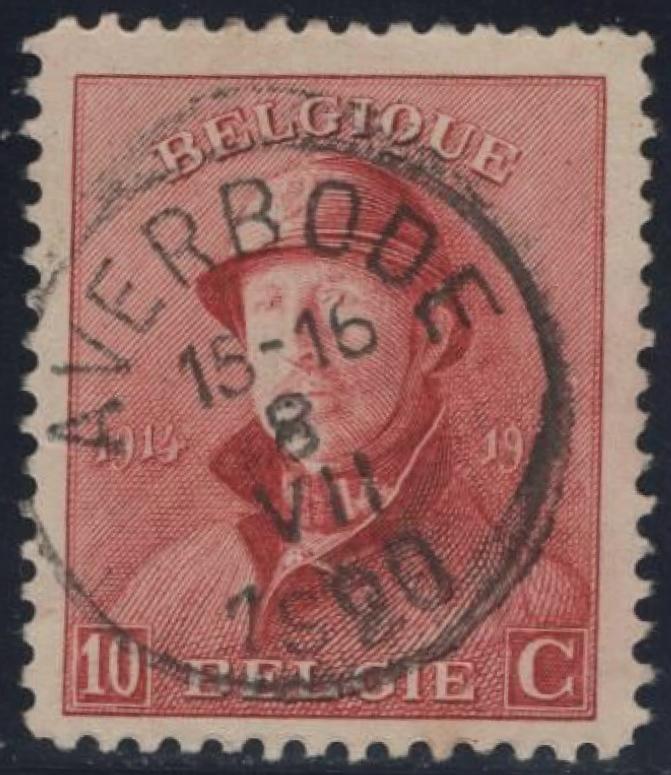 BELGIQUE
AVERBODE
15-16
8
VII
1920
1914 19
10 BELGIE C